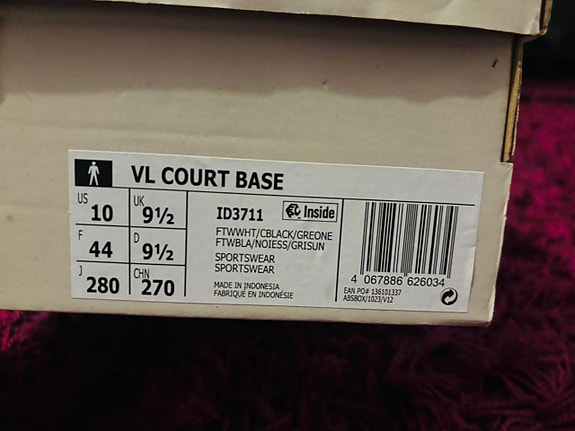 VL COURT BASE
US 10 UK 9½
F 44 D 9½
J 280 CHN 270
ID3711 Inside
FTWWHT/CBLACK/GREONE
FTWBLA/NOIESS/GRISUN
SPORTSWEAR
SPORTSWEAR
MADE IN INDONESIA
FABRIQUÉ EN INDONÉSIE
4 067886 626034
EAN PO# 136101337
ABSBOX/1023/V12